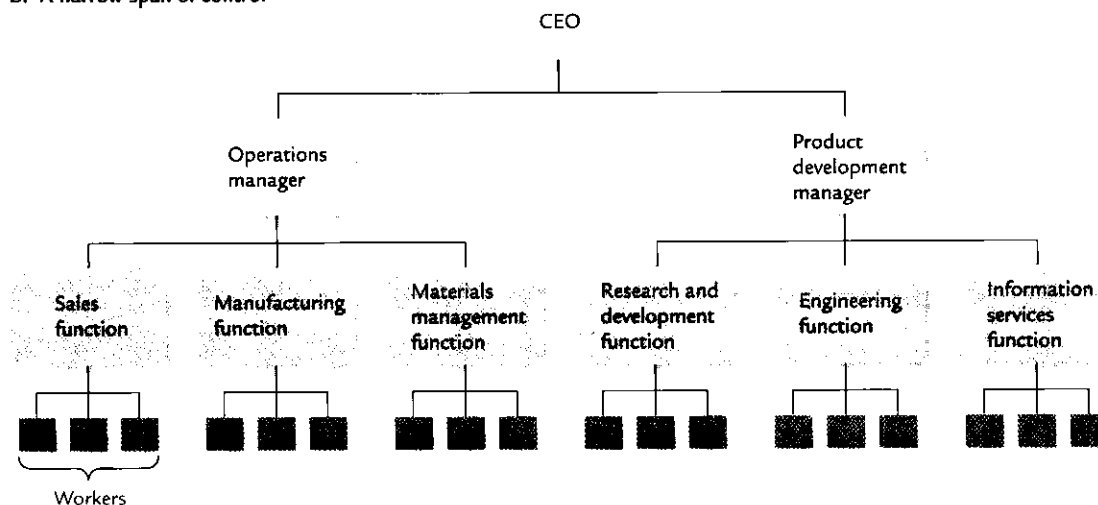 B. A narrow span of control
CEO
Operations
manager
Product
development
manager
Sales
function
Manufacturing
function
Materials
management
function
Research and
development
function
Engineering
function
Information
services
function
Workers